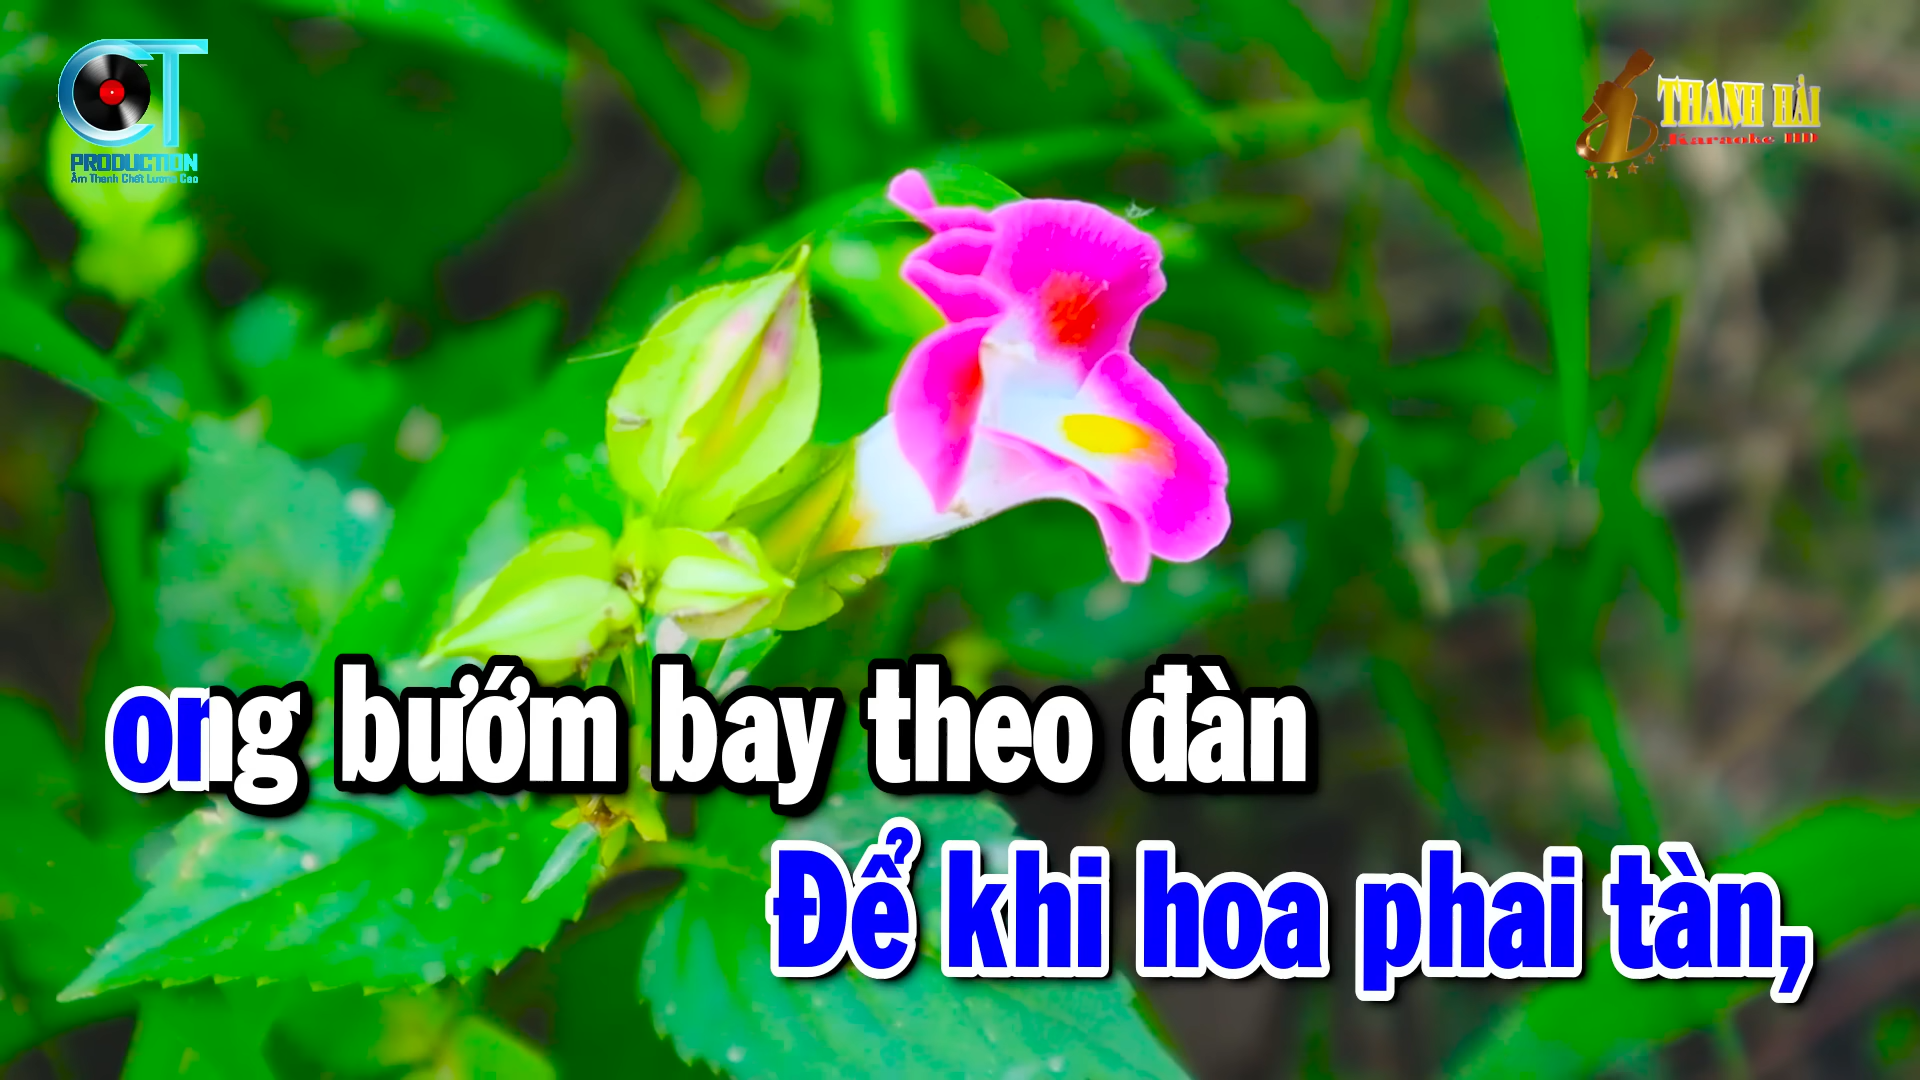 CT
PRODUCTION
Âm Thanh Chất Lượng Cao
THANH HẢI
Karaoke HD
ong bướm bay theo đàn
Để khi hoa phai tàn,